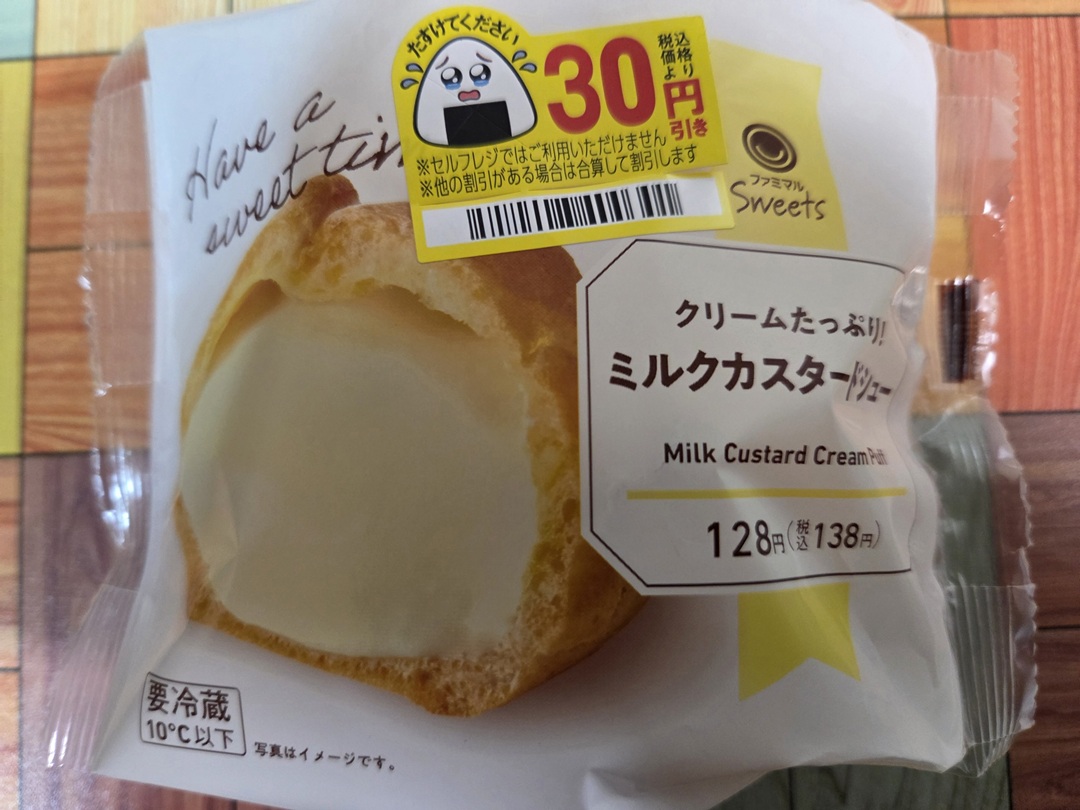 たすけてください
税込価格より
30円引き
※セルフレジではご利用いただけません
※他の割引がある場合は合算して割引します
Have a
sweet tim
ファミマル
Sweets
クリームたっぷり!
ミルクカスタードシュー
Milk Custard Cream Puff
128円(税込138円)
要冷蔵
10℃以下
写真はイメージです。